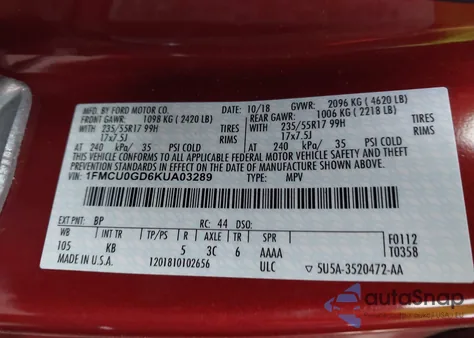 MFD. BY FORD MOTOR CO. 10/18 GVWR: 2096 KG ( 4620 LB)
FRONT GAWR: 1098 KG ( 2420 LB) REAR GAWR: 1006 KG ( 2218 LB)
WITH 235/55R17 99H WITH 235/55R17 99H
17x7.5J 17x7.5J
AT 240 kPa/ 35 PSI COLD AT 240 kPa/ 35 PSI COLD
THIS VEHICLE CONFORMS TO ALL APPLICABLE FEDERAL MOTOR VEHICLE SAFETY, BUMPER, AND THEFT
PREVENTION STANDARDS IN EFFECT ON THE DATE OF MANUFACTURE SHOWN ABOVE.
VIN: 1FMCU0GD6KUA03289 TYPE: MPV
EXT PNT: BP RC: 44 DSO:
WB INT TR TP/PS R AXLE TR SPR F0112
105 KB 5 3C 6 AAAA T0358
MADE IN U.S.A. ULC
1201810102656 5U5A-3520472-AA
autoSnap